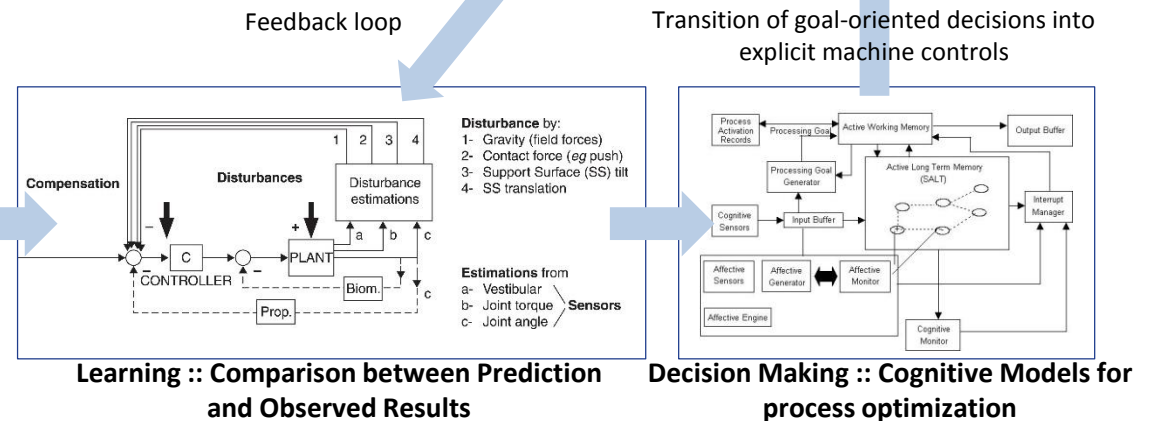 Feedback loop
Transition of goal-oriented decisions into
explicit machine controls
1 2 3 4
Disturbance by:
1- Gravity (field forces)
2- Contact force (eg push)
3- Support Surface (SS) tilt
4- SS translation
Compensation
Disturbances
Disturbance
estimations
–
+
a b c
C
PLANT
–
–
CONTROLLER
Biom.
c
Prop.
Estimations from
a- Vestibular
b- Joint torque
Sensors
c- Joint angle
Process
Activation
Records
Processing Goal
Active Working Memory
Output Buffer
Processing Goal
Generator
Active Long Term Memory
(SALT)
Cognitive
Sensors
Input Buffer
Interrupt
Manager
Affective
Sensors
Affective
Generator
Affective
Monitor
Affective Engine
Cognitive
Monitor
Learning :: Comparison between Prediction
and Observed Results
Decision Making :: Cognitive Models for
process optimization